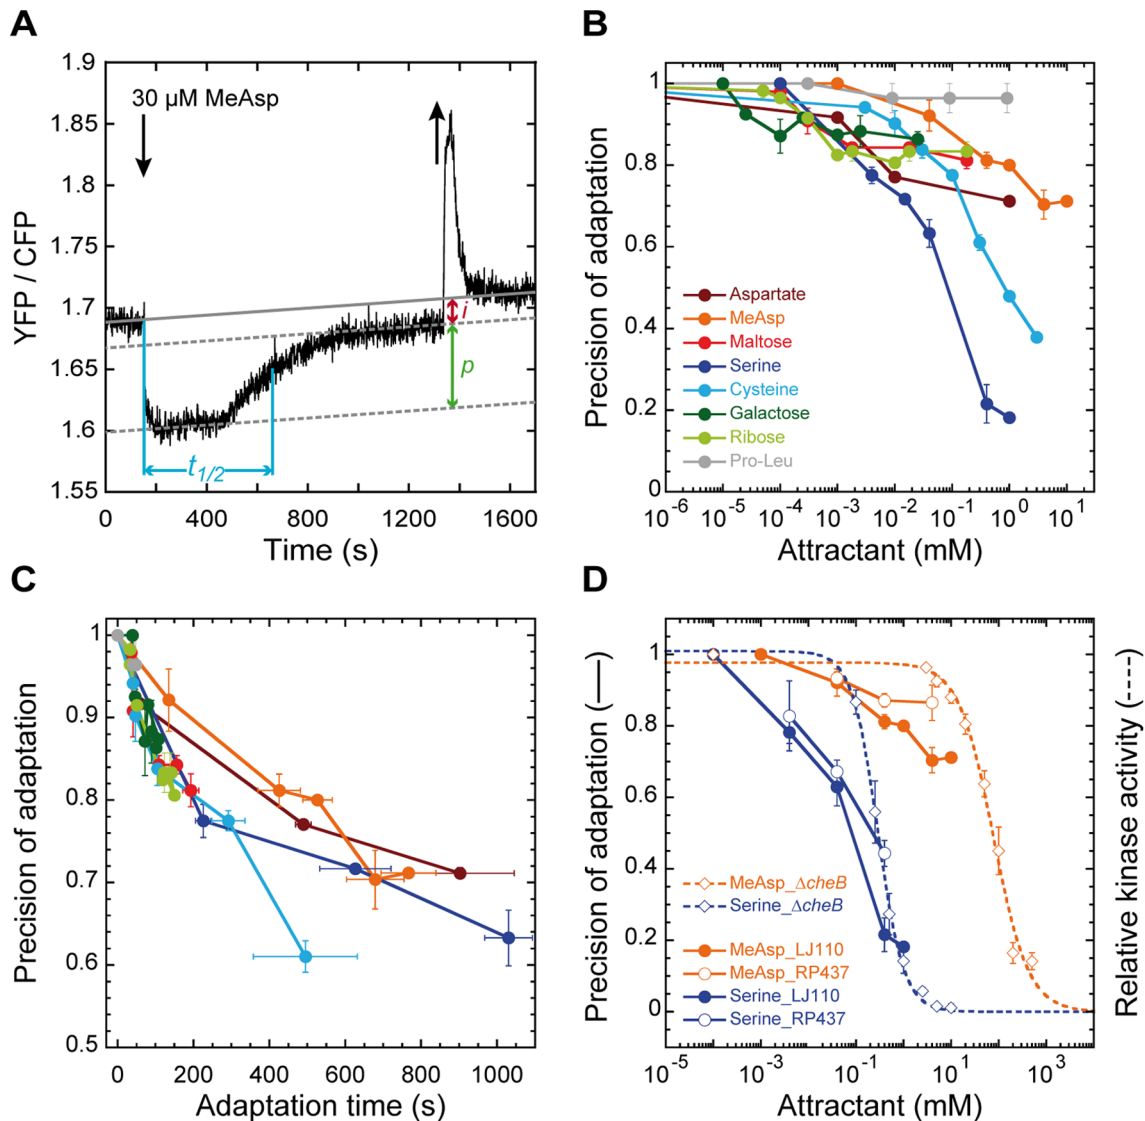 A
30 µM MeAsp
YFP / CFP
1.9
1.85
1.8
1.75
1.7
1.65
1.6
1.55
i
p
t1/2
0
400
800
1200
1600
Time (s)
B
Precision of adaptation
1
0.8
0.6
0.4
0.2
0
Aspartate
MeAsp
Maltose
Serine
Cysteine
Galactose
Ribose
Pro-Leu
10-6
10-5
10-4
10-3
10-2
10-1
100
101
Attractant (mM)
C
Precision of adaptation
1
0.9
0.8
0.7
0.6
0.5
0
200
400
600
800
1000
Adaptation time (s)
D
Precision of adaptation (—)
1
0.8
0.6
0.4
0.2
0
MeAsp_ΔcheB
Serine_ΔcheB
MeAsp_LJ110
MeAsp_RP437
Serine_LJ110
Serine_RP437
10-5
10-3
10-1
101
103
Attractant (mM)
Relative kinase activity (----)